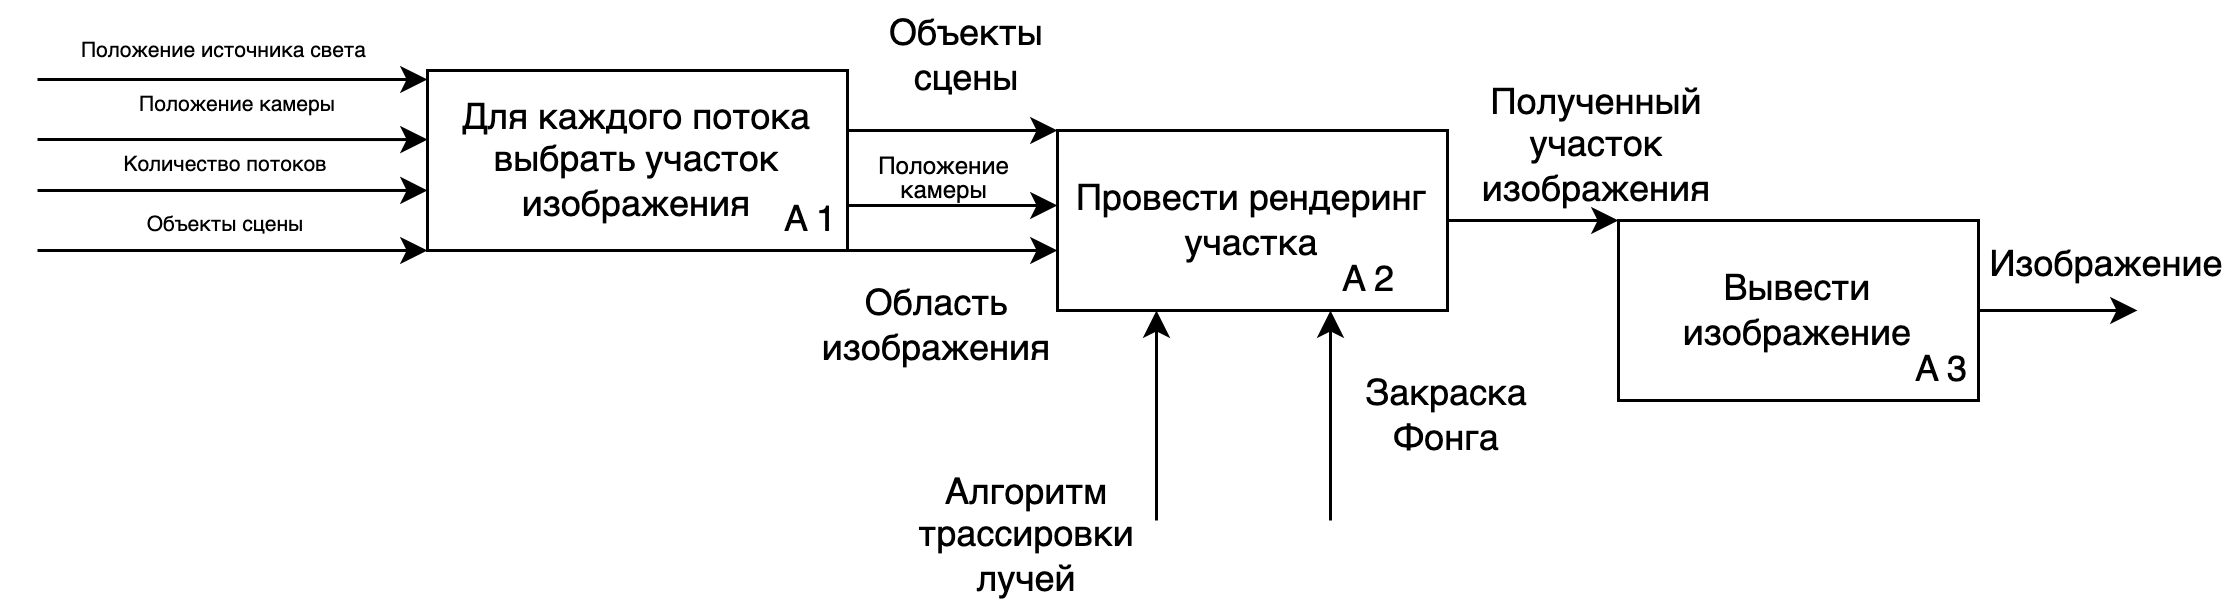 Положение источника света
Положение камеры
Количество потоков
Объекты сцены
Для каждого потока
выбрать участок
изображения
А 1
Объекты
сцены
Положение
камеры
Область
изображения
Провести рендеринг
участка
А 2
Алгоритм
трассировки
лучей
Закраска
Фонга
Полученный
участок
изображения
Вывести
изображение
А 3
Изображение